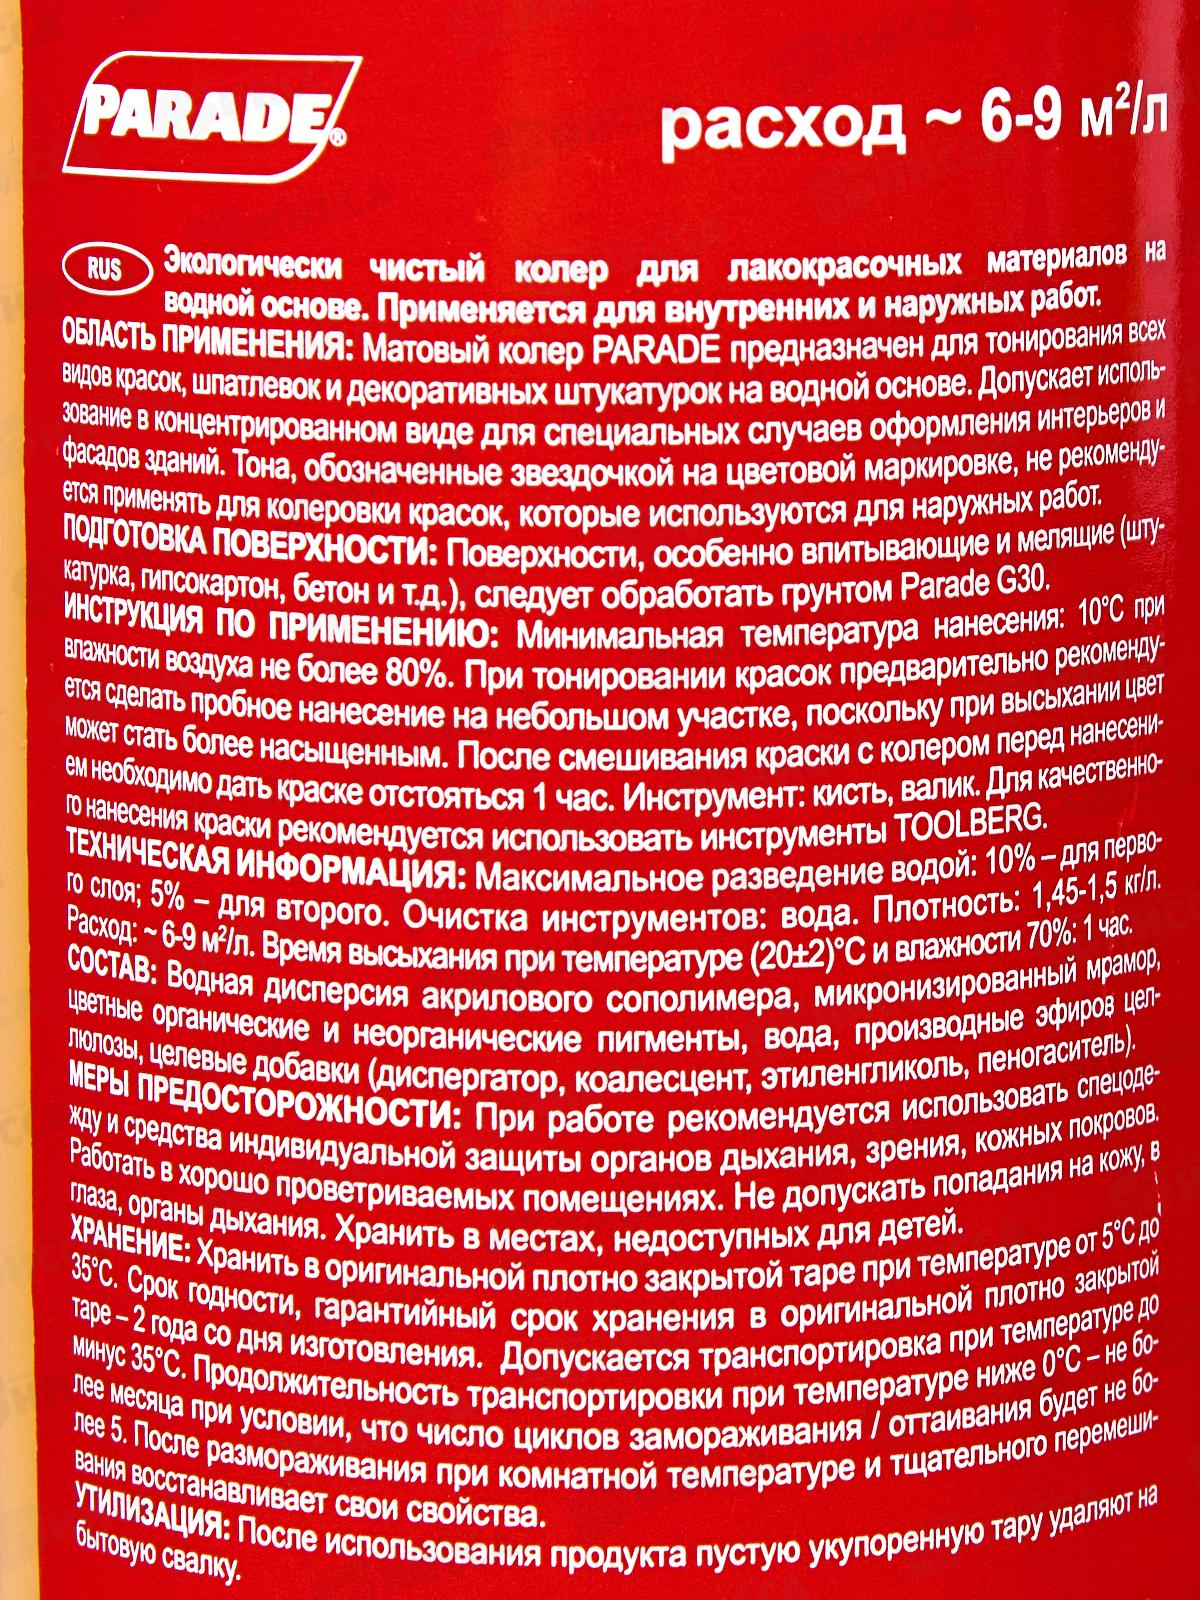 PARADE®
расход ~ 6-9 м²/л
RUS
Экологически чистый колер для лакокрасочных материалов на
водной основе. Применяется для внутренних и наружных работ.
ОБЛАСТЬ ПРИМЕНЕНИЯ: Матовый колер PARADE предназначен для тонирования всех
видов красок, шпатлевок и декоративных штукатурок на водной основе. Допускает исполь-
зование в концентрированном виде для специальных случаев оформления интерьеров и
фасадов зданий. Тона, обозначенные звездочкой на цветовой маркировке, не рекоменду-
ется применять для колеровки красок, которые используются для наружных работ.
ПОДГОТОВКА ПОВЕРХНОСТИ: Поверхности, особенно впитывающие и мелящие (шту-
катурка, гипсокартон, бетон и т.д.), следует обработать грунтом Parade G30.
ИНСТРУКЦИЯ ПО ПРИМЕНЕНИЮ: Минимальная температура нанесения: 10°С при
влажности воздуха не более 80%. При тонировании красок предварительно рекоменду-
ется сделать пробное нанесение на небольшом участке, поскольку при высыхании цвет
может стать более насыщенным. После смешивания краски с колером перед нанесени-
ем необходимо дать краске отстояться 1 час. Инструмент: кисть, валик. Для качественно-
го нанесения краски рекомендуется использовать инструменты TOOLBERG.
ТЕХНИЧЕСКАЯ ИНФОРМАЦИЯ: Максимальное разведение водой: 10% – для перво-
го слоя; 5% – для второго. Очистка инструментов: вода. Плотность: 1,45-1,5 кг/л.
Расход: ~ 6-9 м²/л. Время высыхания при температуре (20±2)°С и влажности 70%: 1 час.
СОСТАВ: Водная дисперсия акрилового сополимера, микронизированный мрамор,
цветные органические и неорганические пигменты, вода, производные эфиров цел-
люлозы, целевые добавки (диспергатор, коалесцент, этиленгликоль, пеногаситель).
МЕРЫ ПРЕДОСТОРОЖНОСТИ: При работе рекомендуется использовать спецоде-
жду и средства индивидуальной защиты органов дыхания, зрения, кожных покровов.
Работать в хорошо проветриваемых помещениях. Не допускать попадания на кожу, в
глаза, органы дыхания. Хранить в местах, недоступных для детей.
ХРАНЕНИЕ: Хранить в оригинальной плотно закрытой таре при температуре от 5°С до
35°С. Срок годности, гарантийный срок хранения в оригинальной плотно закрытой
таре – 2 года со дня изготовления. Допускается транспортировка при температуре до
минус 35°С. Продолжительность транспортировки при температуре ниже 0°С – не бо-
лее месяца при условии, что число циклов замораживания / оттаивания будет не бо-
лее 5. После размораживания при комнатной температуре и тщательного перемеши-
вания восстанавливает свои свойства.
УТИЛИЗАЦИЯ: После использования продукта пустую укупоренную тару удаляют на
бытовую свалку.